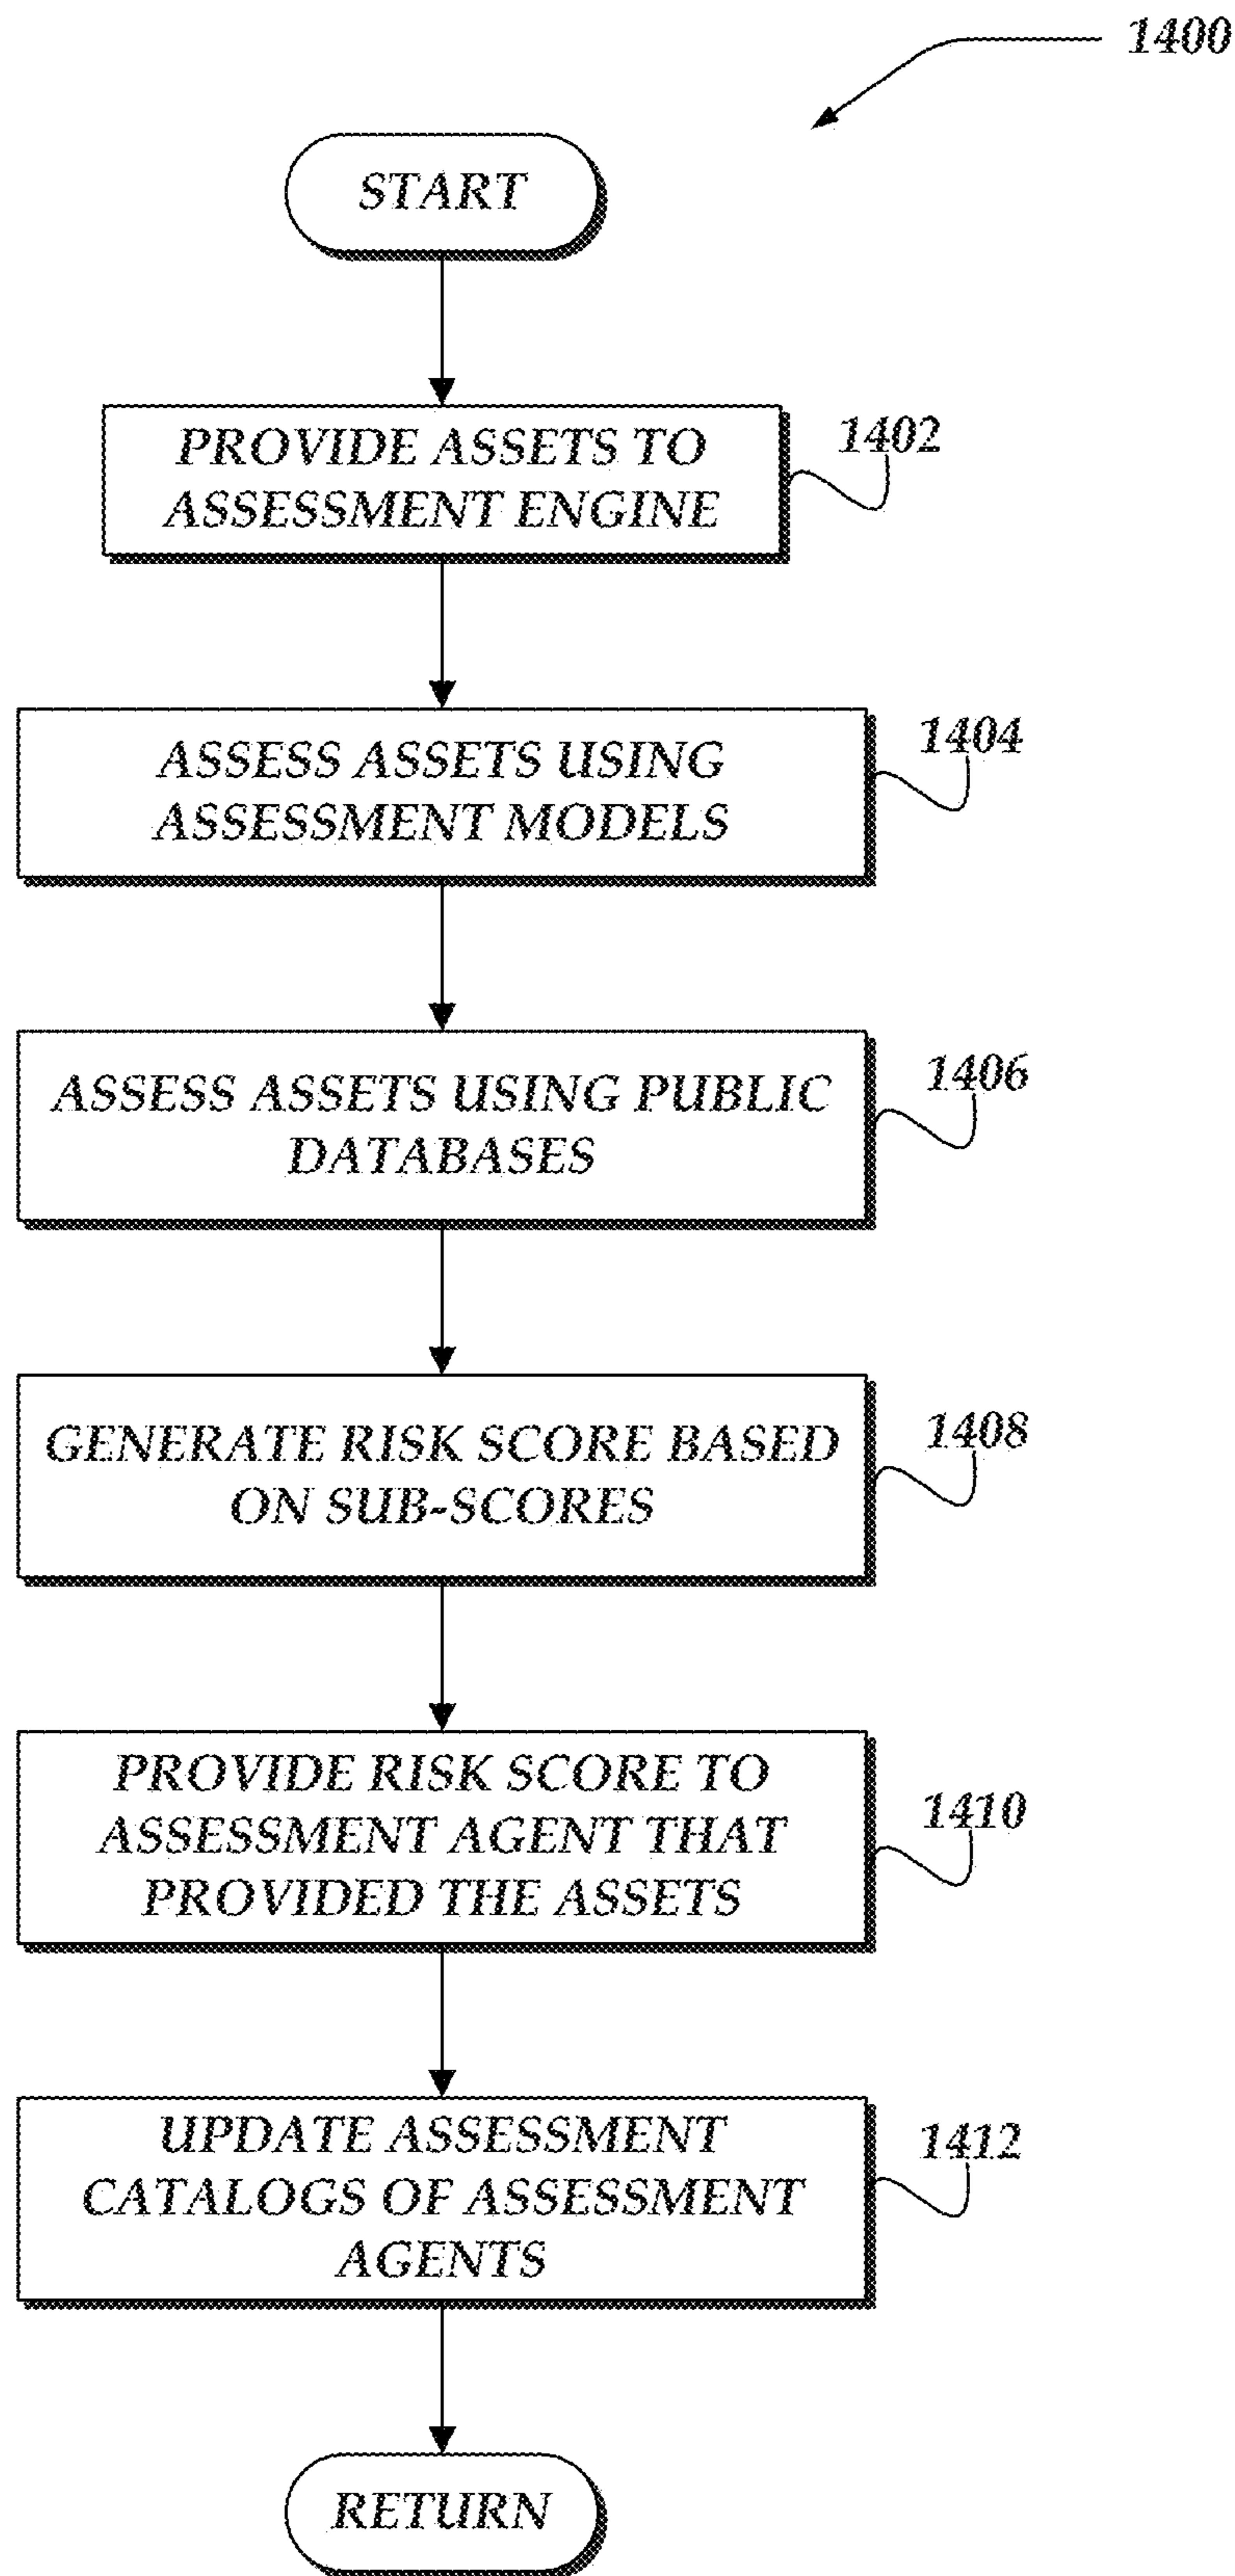 1400
START
PROVIDE ASSETS TO
ASSESSMENT ENGINE
1402
ASSESS ASSETS USING
ASSESSMENT MODELS
1404
ASSESS ASSETS USING PUBLIC
DATABASES
1406
GENERATE RISK SCORE BASED
ON SUB-SCORES
1408
PROVIDE RISK SCORE TO
ASSESSMENT AGENT THAT
PROVIDED THE ASSETS
1410
UPDATE ASSESSMENT
CATALOGS OF ASSESSMENT
AGENTS
1412
RETURN